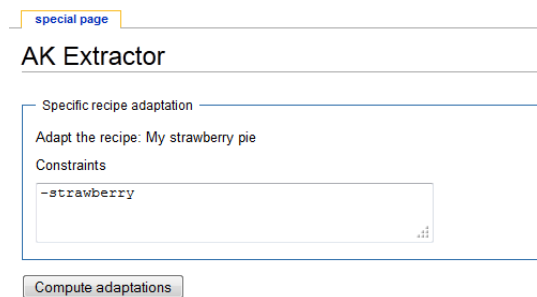 special page
AK Extractor
Specific recipe adaptation
Adapt the recipe: My strawberry pie
Constraints
-strawberry
Compute adaptations